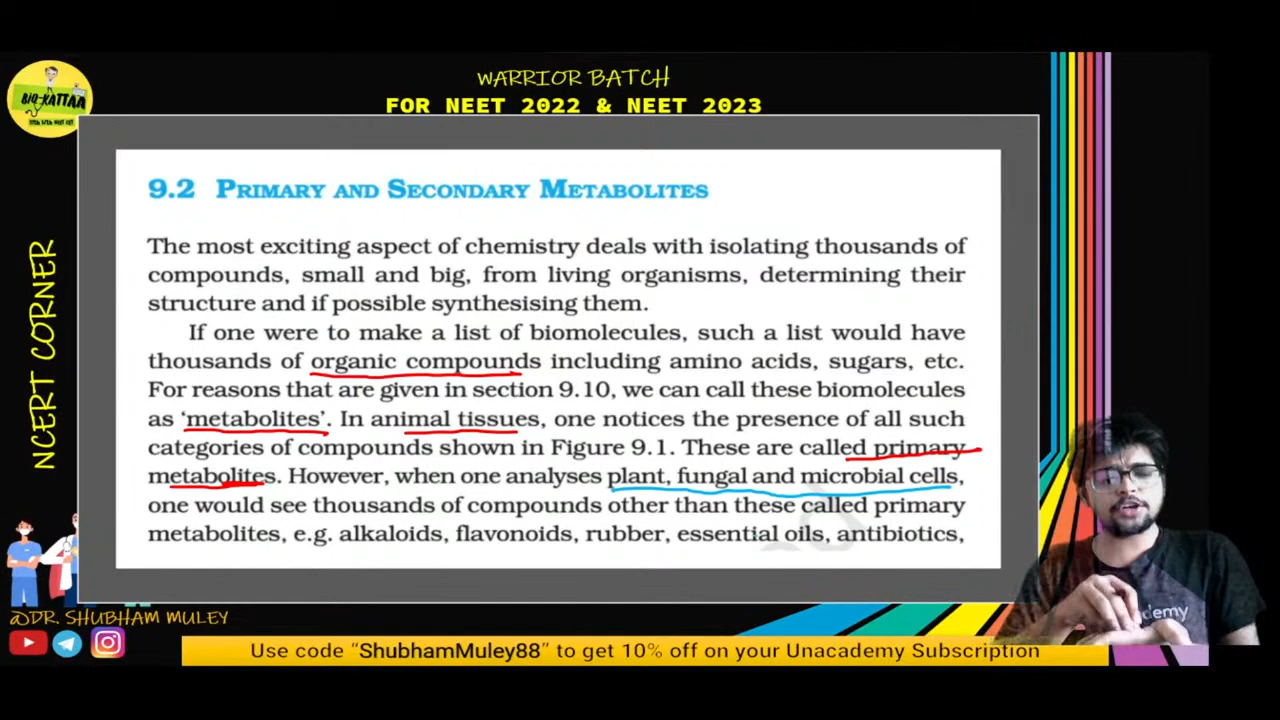 WARRIOR BATCH
FOR NEET 2022 & NEET 2023
BIO-KATTAA
NCERT CORNER
9.2 PRIMARY AND SECONDARY METABOLITES
The most exciting aspect of chemistry deals with isolating thousands of
compounds, small and big, from living organisms, determining their
structure and if possible synthesising them.
If one were to make a list of biomolecules, such a list would have
thousands of organic compounds including amino acids, sugars, etc.
For reasons that are given in section 9.10, we can call these biomolecules
as ‘metabolites’. In animal tissues, one notices the presence of all such
categories of compounds shown in Figure 9.1. These are called primary
metabolites. However, when one analyses plant, fungal and microbial cells,
one would see thousands of compounds other than these called primary
metabolites, e.g. alkaloids, flavonoids, rubber, essential oils, antibiotics,
@DR. SHUBHAM MULEY
Use code “ShubhamMuley88” to get 10% off on your Unacademy Subscription